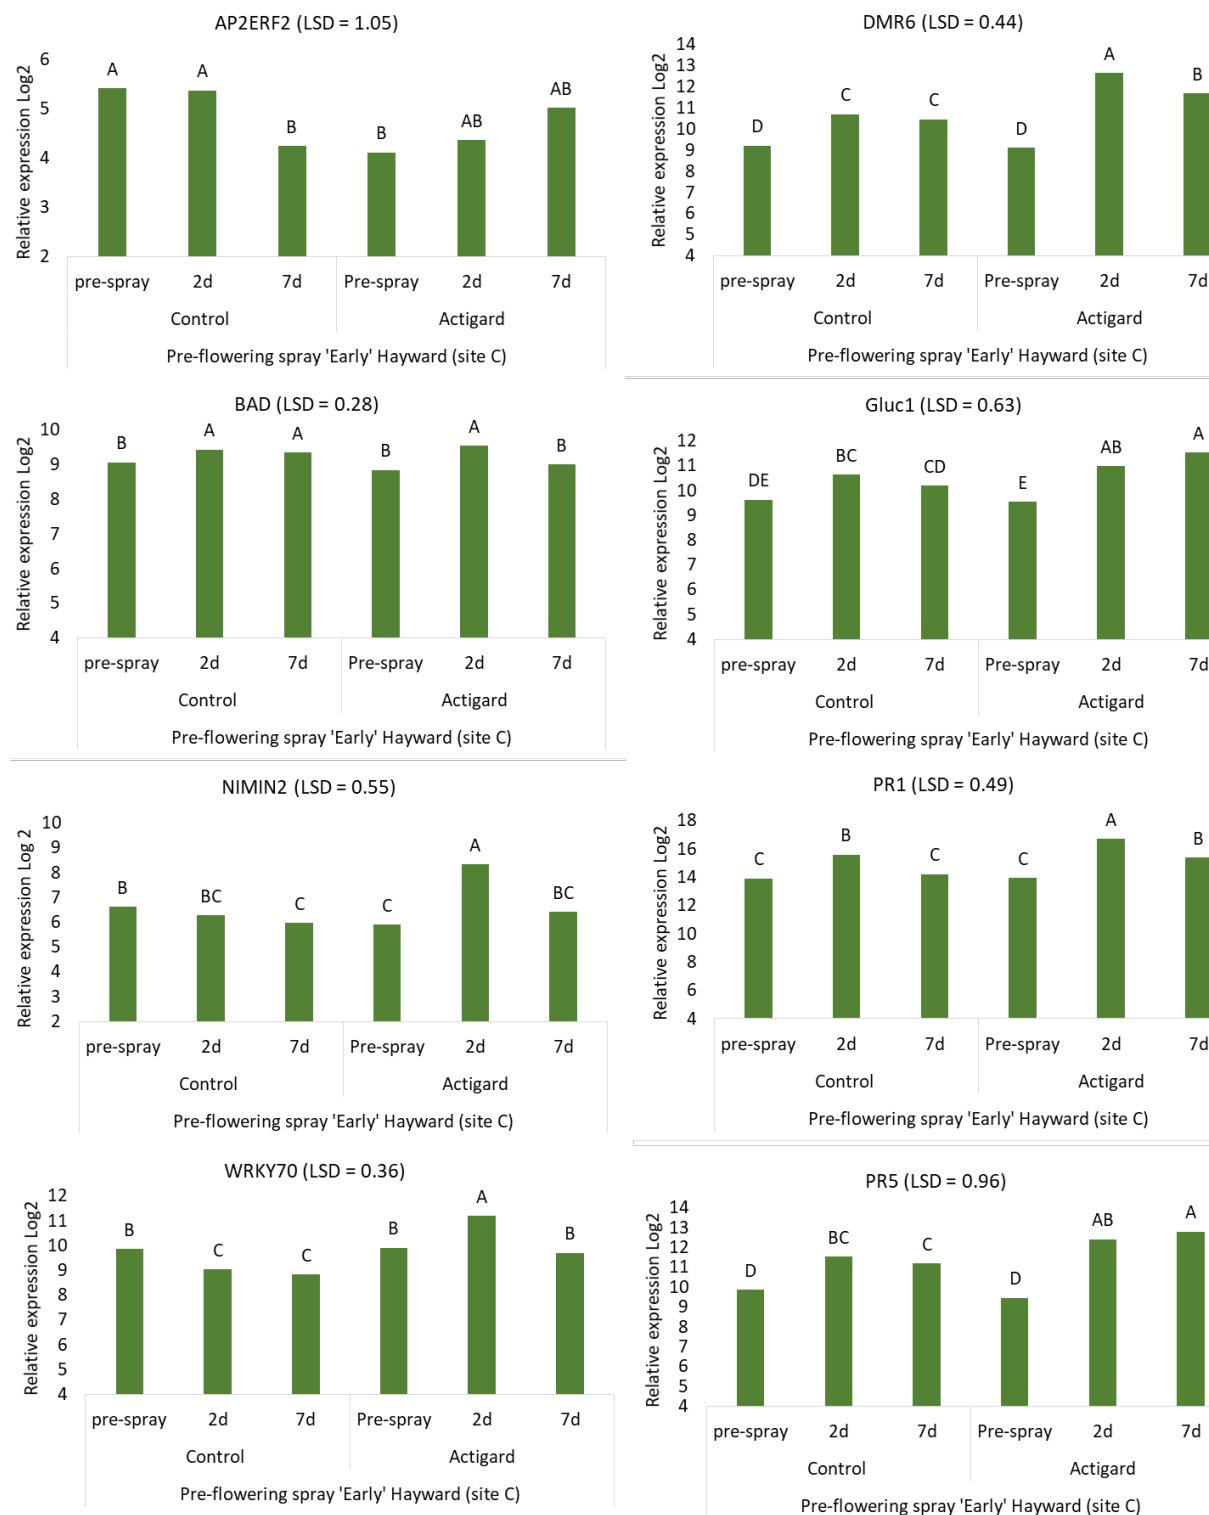 AP2ERF2 (LSD = 1.05)
Relative expression Log2
6
5
4
3
2
A
A
B
B
AB
AB
pre-spray 2d 7d Pre-spray 2d 7d
Control Actigard
Pre-flowering spray 'Early' Hayward (site C)
DMR6 (LSD = 0.44)
Relative expression Log2
14
13
12
11
10
9
8
7
6
5
4
D
C
C
D
A
B
pre-spray 2d 7d Pre-spray 2d 7d
Control Actigard
Pre-flowering spray 'Early' Hayward (site C)
BAD (LSD = 0.28)
Relative expression Log2
10
9
8
7
6
5
4
B
A
A
B
A
B
pre-spray 2d 7d Pre-spray 2d 7d
Control Actigard
Pre-flowering spray 'Early' Hayward (site C)
Gluc1 (LSD = 0.63)
Relative expression Log2
12
11
10
9
8
7
6
5
4
DE
BC
CD
E
AB
A
pre-spray 2d 7d Pre-spray 2d 7d
Control Actigard
Pre-flowering spray 'Early' Hayward (site C)
NIMIN2 (LSD = 0.55)
Relative expression Log 2
10
9
8
7
6
5
4
3
2
B
BC
C
C
A
BC
pre-spray 2d 7d Pre-spray 2d 7d
Control Actigard
Pre-flowering spray 'Early' Hayward (site C)
PR1 (LSD = 0.49)
Relative expression Log2
18
16
14
12
10
8
6
4
C
B
C
C
A
B
pre-spray 2d 7d Pre-spray 2d 7d
Control Actigard
Pre-flowering spray 'Early' Hayward (site C)
WRKY70 (LSD = 0.36)
Relative expression Log2
12
11
10
9
8
7
6
5
4
B
C
C
B
A
B
pre-spray 2d 7d Pre-spray 2d 7d
Control Actigard
Pre-flowering spray 'Early' Hayward (site C)
PR5 (LSD = 0.96)
Relative expression Log2
14
13
12
11
10
9
8
7
6
5
4
D
BC
C
D
AB
A
pre-spray 2d 7d Pre-spray 2d 7d
Control Actigard
Pre-flowering spray 'Early' Hayward (site C)